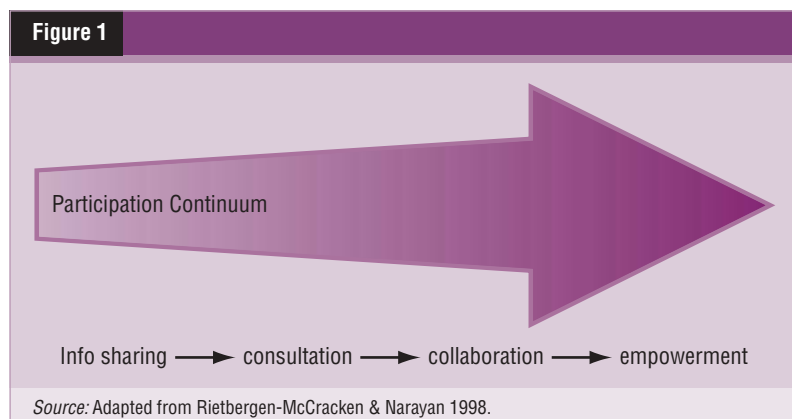 Figure 1
Participation Continuum
Info sharing → consultation → collaboration → empowerment
Source: Adapted from Rietbergen-McCracken & Narayan 1998.